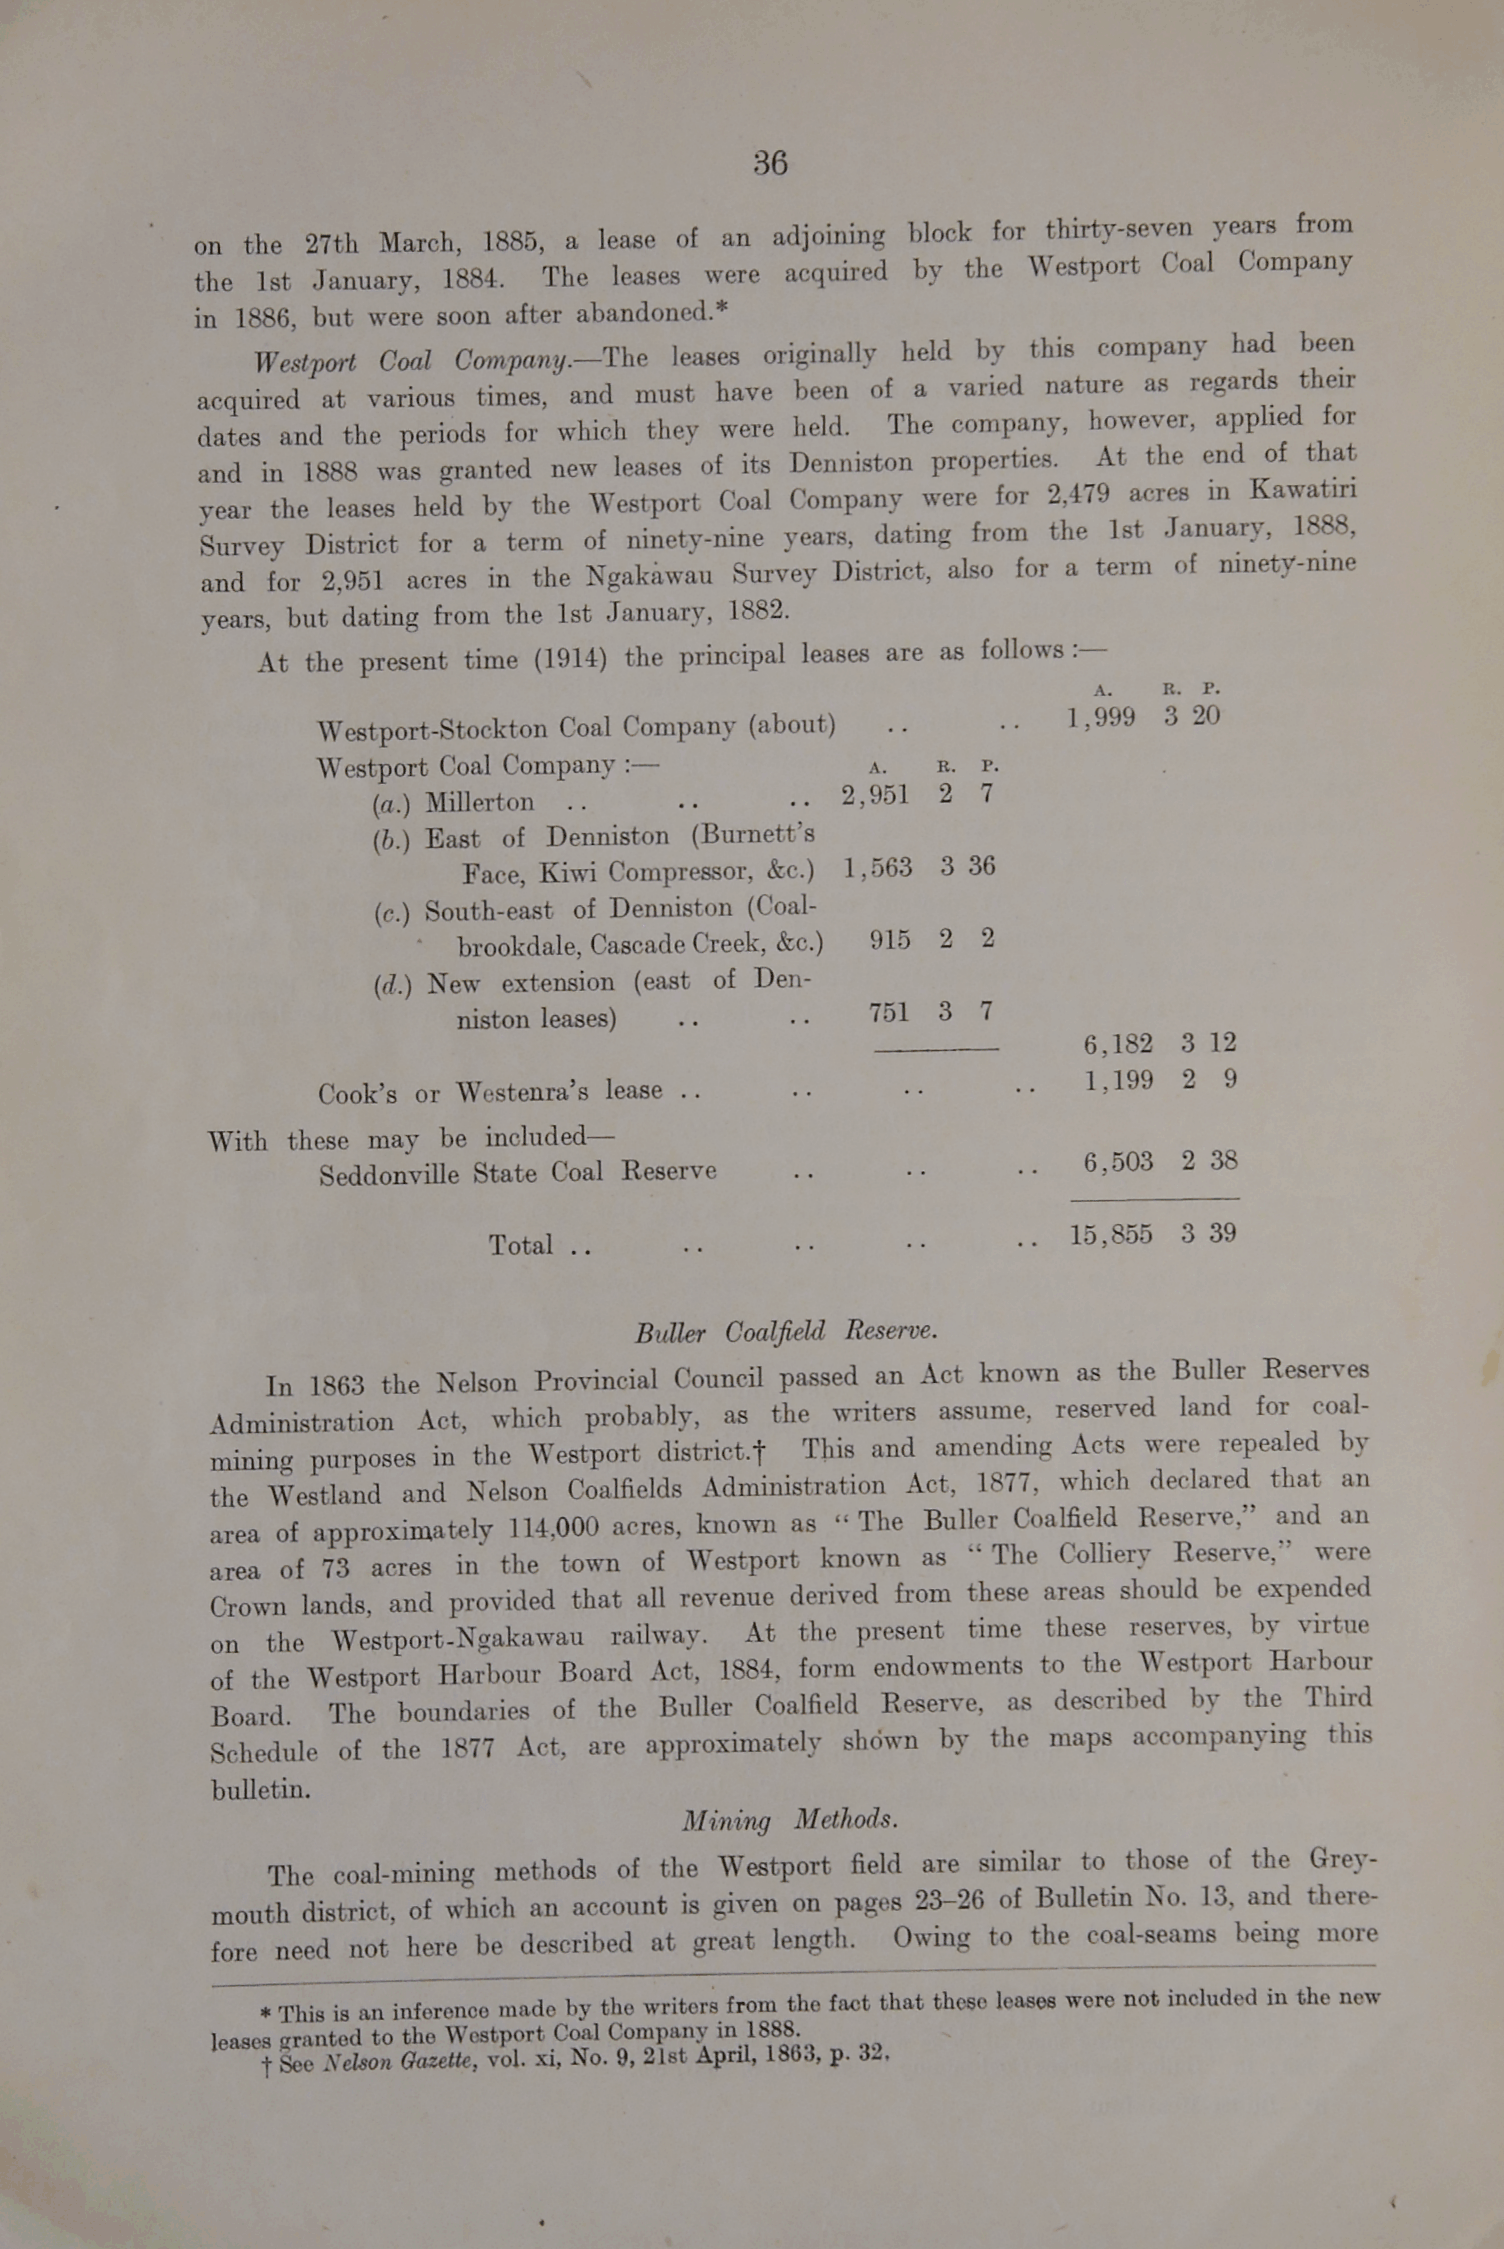 36
on the 27th March, 1885, a lease of an adjoining block for thirty-seven years from
the 1st January, 1884. The leases were acquired by the Westport Coal Company
in 1886, but were soon after abandoned.*
Westport Coal Company.—The leases originally held by this company had been
acquired at various times, and must have been of a varied nature as regards their
dates and the periods for which they were held. The company, however, applied for
and in 1888 was granted new leases of its Denniston properties. At the end of that
year the leases held by the Westport Coal Company were for 2,479 acres in Kawatiri
Survey District for a term of ninety-nine years, dating from the 1st January, 1888,
and for 2,951 acres in the Ngakawau Survey District, also for a term of ninety-nine
years, but dating from the 1st January, 1882.
At the present time (1914) the principal leases are as follows :—
A. R. P.
Westport-Stockton Coal Company (about) .. .. 1,999 3 20
Westport Coal Company :— A. R. P.
(a.) Millerton .. .. .. 2,951 2 7
(b.) East of Denniston (Burnett's
Face, Kiwi Compressor, &c.) 1,563 3 36
(c.) South-east of Denniston (Coal-
brookdale, Cascade Creek, &c.) 915 2 2
(d.) New extension (east of Den-
niston leases) .. .. 751 3 7
6,182 3 12
Cook's or Westenra's lease .. .. .. .. 1,199 2 9
With these may be included—
Seddonville State Coal Reserve .. .. .. 6,503 2 38
Total .. .. .. .. .. 15,855 3 39
Buller Coalfield Reserve.
In 1863 the Nelson Provincial Council passed an Act known as the Buller Reserves
Administration Act, which probably, as the writers assume, reserved land for coal-
mining purposes in the Westport district.† This and amending Acts were repealed by
the Westland and Nelson Coalfields Administration Act, 1877, which declared that an
area of approximately 114,000 acres, known as "The Buller Coalfield Reserve," and an
area of 73 acres in the town of Westport known as "The Colliery Reserve," were
Crown lands, and provided that all revenue derived from these areas should be expended
on the Westport-Ngakawau railway. At the present time these reserves, by virtue
of the Westport Harbour Board Act, 1884, form endowments to the Westport Harbour
Board. The boundaries of the Buller Coalfield Reserve, as described by the Third
Schedule of the 1877 Act, are approximately shown by the maps accompanying this
bulletin.
Mining Methods.
The coal-mining methods of the Westport field are similar to those of the Grey-
mouth district, of which an account is given on pages 23–26 of Bulletin No. 13, and there-
fore need not here be described at great length. Owing to the coal-seams being more
* This is an inference made by the writers from the fact that these leases were not included in the new
leases granted to the Westport Coal Company in 1888.
† See Nelson Gazette, vol. xi, No. 9, 21st April, 1863, p. 32.